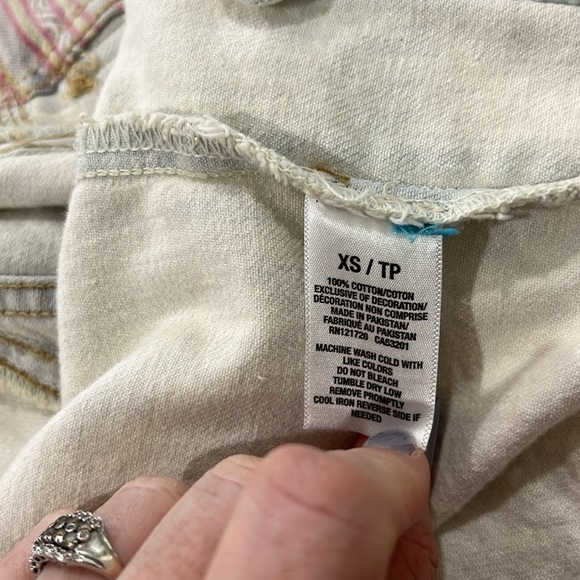 XS / TP
100% COTTON/COTON
EXCLUSIVE OF DECORATION/
DÉCORATION NON COMPRISE
MADE IN PAKISTAN/
FABRIQUÉ AU PAKISTAN
RN121726 CA53201
MACHINE WASH COLD WITH
LIKE COLORS
DO NOT BLEACH
TUMBLE DRY LOW
REMOVE PROMPTLY
COOL IRON REVERSE SIDE IF
NEEDED